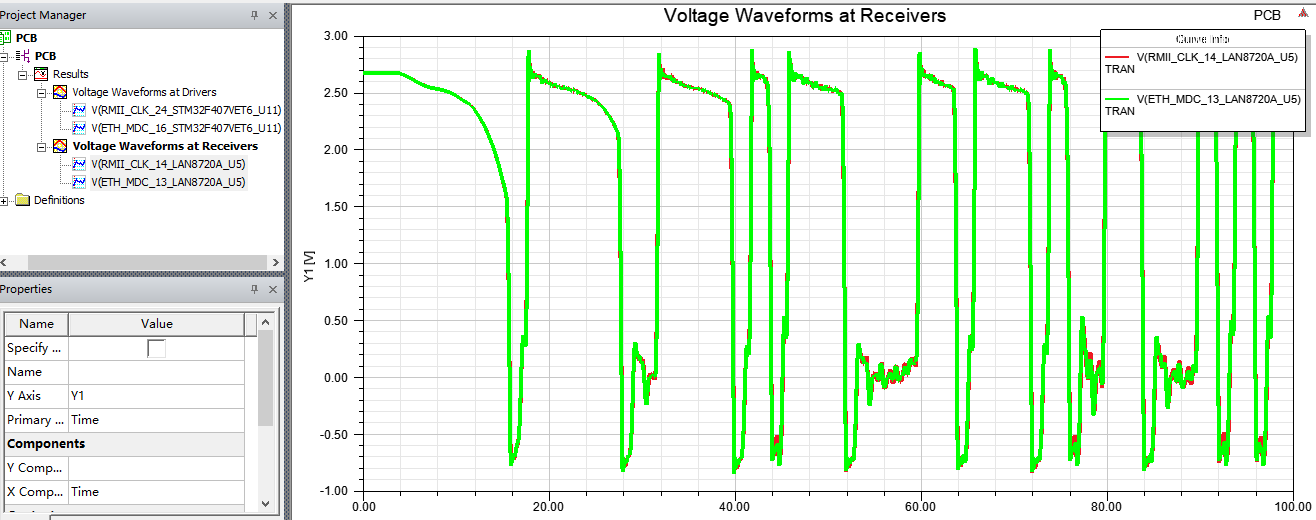 Project Manager
PCB
PCB
Results
Voltage Waveforms at Drivers
V(RMII_CLK_24_STM32F407VET6_U11)
V(ETH_MDC_16_STM32F407VET6_U11)
Voltage Waveforms at Receivers
V(RMII_CLK_14_LAN8720A_U5)
V(ETH_MDC_13_LAN8720A_U5)
Definitions
Properties
Name Value
Specify ...
Name
Y Axis Y1
Primary ... Time
Components
Y Comp...
X Comp... Time
Voltage Waveforms at Receivers
PCB
Curve Info
V(RMII_CLK_14_LAN8720A_U5)
TRAN
V(ETH_MDC_13_LAN8720A_U5)
TRAN
Y1 [V]
3.00
2.50
2.00
1.50
1.00
0.50
0.00
-0.50
-1.00
0.00 20.00 40.00 60.00 80.00 100.00